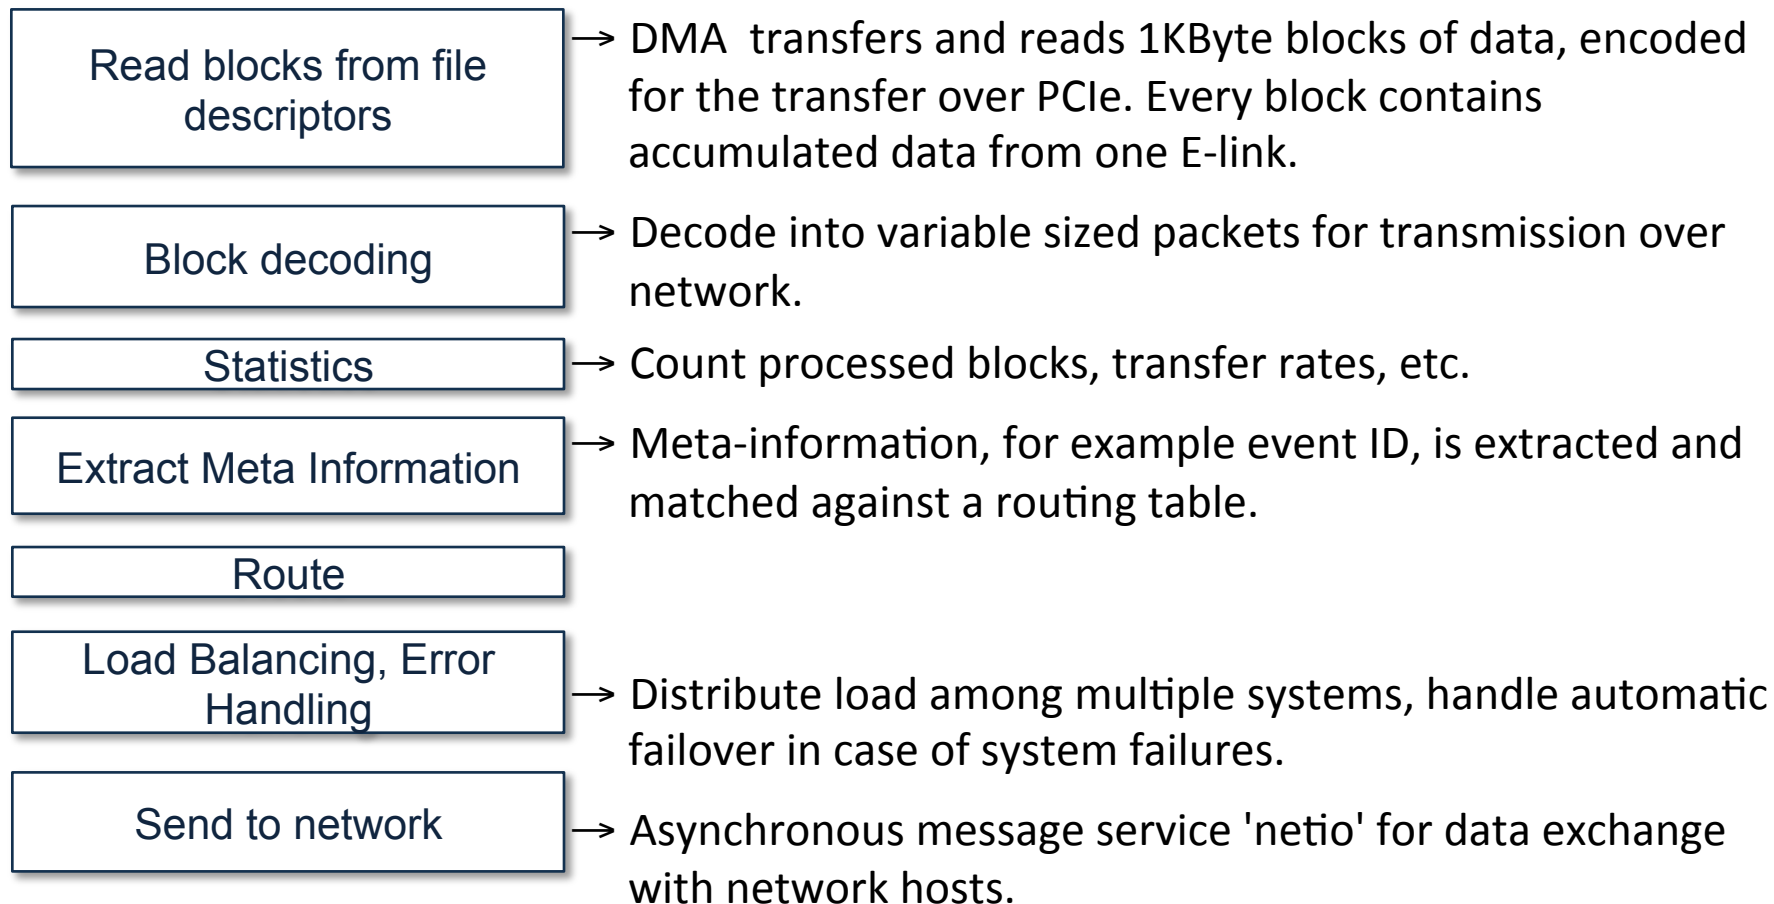 Read blocks from file
descriptors
→ DMA  transfers and reads 1KByte blocks of data, encoded
for the transfer over PCIe. Every block contains
accumulated data from one E-link.
Block decoding
→ Decode into variable sized packets for transmission over
network.
Statistics
→ Count processed blocks, transfer rates, etc.
Extract Meta Information
→ Meta-information, for example event ID, is extracted and
matched against a routing table.
Route
Load Balancing, Error
Handling
→ Distribute load among multiple systems, handle automatic
failover in case of system failures.
Send to network
→ Asynchronous message service 'netio' for data exchange
with network hosts.